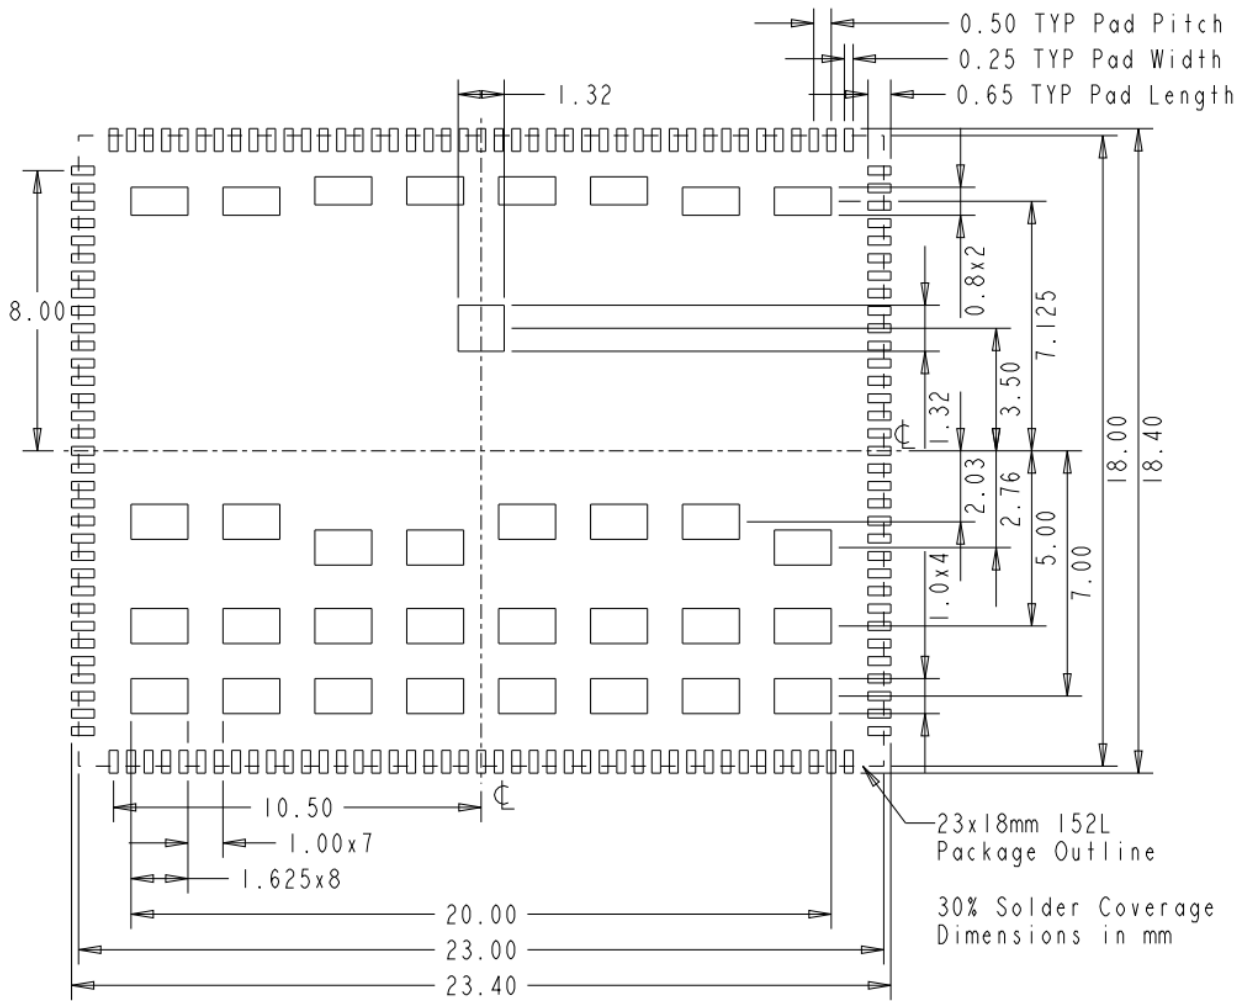 0.50 TYP Pad Pitch
0.25 TYP Pad Width
0.65 TYP Pad Length
1.32
8.00
0.8x2
7.125
3.50
1.32
℄
18.00
18.40
2.03
2.76
5.00
7.00
1.0x4
10.50
℄
1.00x7
1.625x8
20.00
23.00
23.40
23x18mm 152L
Package Outline
30% Solder Coverage
Dimensions in mm